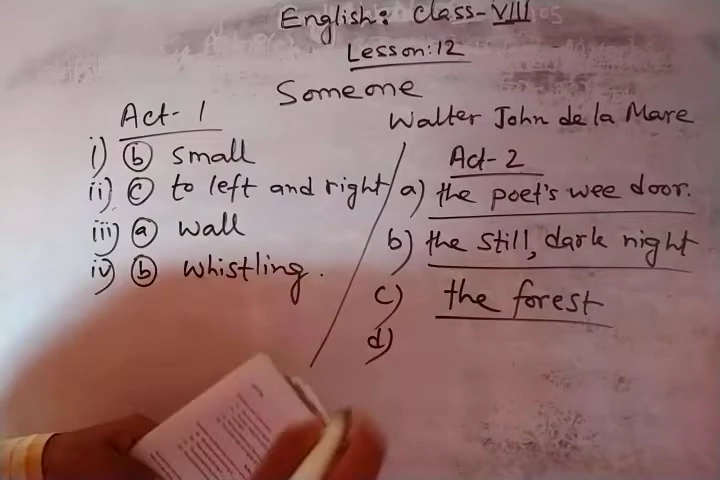 English: Class-VIII
Lesson:12
Someone
Walter John de la Mare
Act-1
i) b small
ii) c to left and right
iii) a wall
iv) b whistling.
Act-2
a) the poet's wee door.
b) the still, dark night
c) the forest
d)